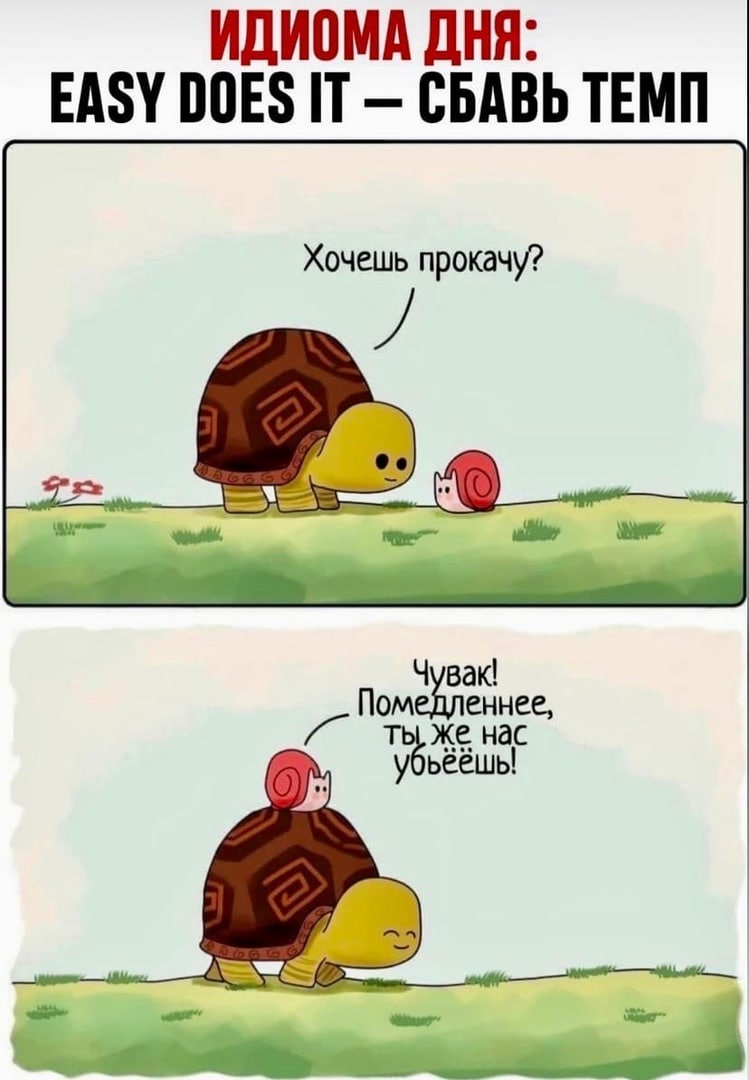 ИДИОМА ДНЯ:
EASY DOES IT – СБАВЬ ТЕМП
Хочешь прокачу?
Чувак!
Помедленнее,
ты же нас
убьёёшь!